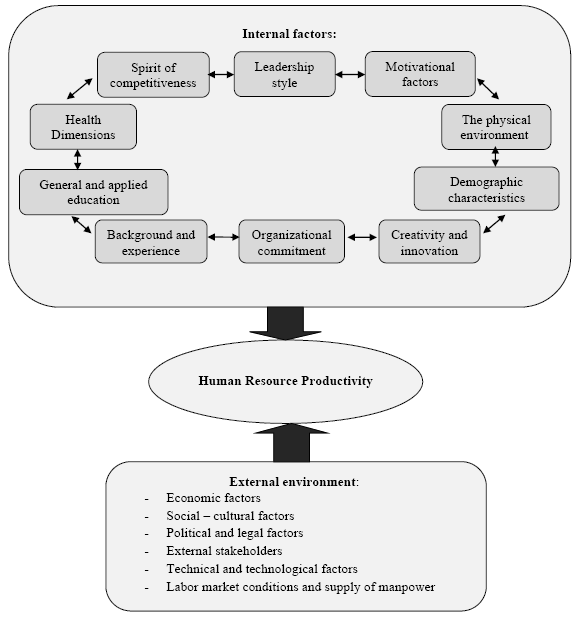 Internal factors:
Spirit of
competitiveness
Leadership
style
Motivational
factors
Health
Dimensions
The physical
environment
General and applied
education
Demographic
characteristics
Background and
experience
Organizational
commitment
Creativity and
innovation
Human Resource Productivity
External environment:
- Economic factors
- Social – cultural factors
- Political and legal factors
- External stakeholders
- Technical and technological factors
- Labor market conditions and supply of manpower